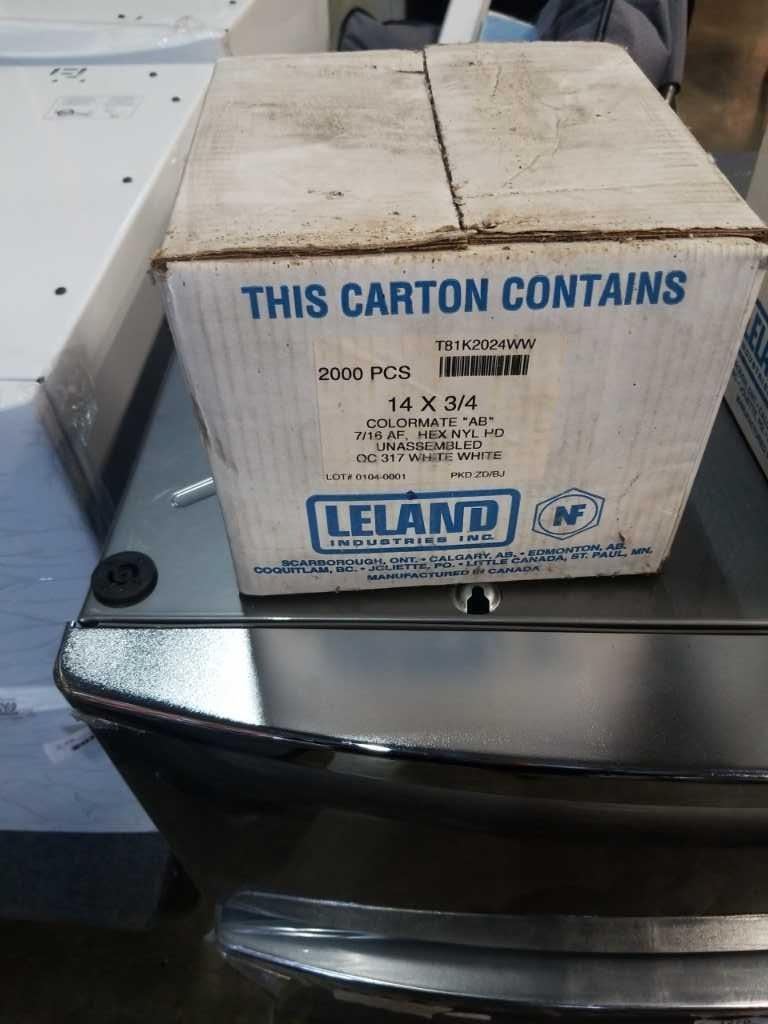 THIS CARTON CONTAINS
T81K2024WW
2000 PCS
14 X 3/4
COLORMATE "AB"
7/16 AF, HEX NYL HD
UNASSEMBLED
QC 317 WHITE WHITE
LOT# 0104-0001 PKD:ZD/BJ
LELAND
INDUSTRIES INC.
NF
SCARBOROUGH, ONT. • CALGARY, AB. • EDMONTON, AB.
COQUITLAM, BC. • JOLIETTE, PQ. • LITTLE CANADA, ST. PAUL, MN.
MANUFACTURED IN CANADA